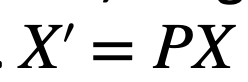 . X′ = PX